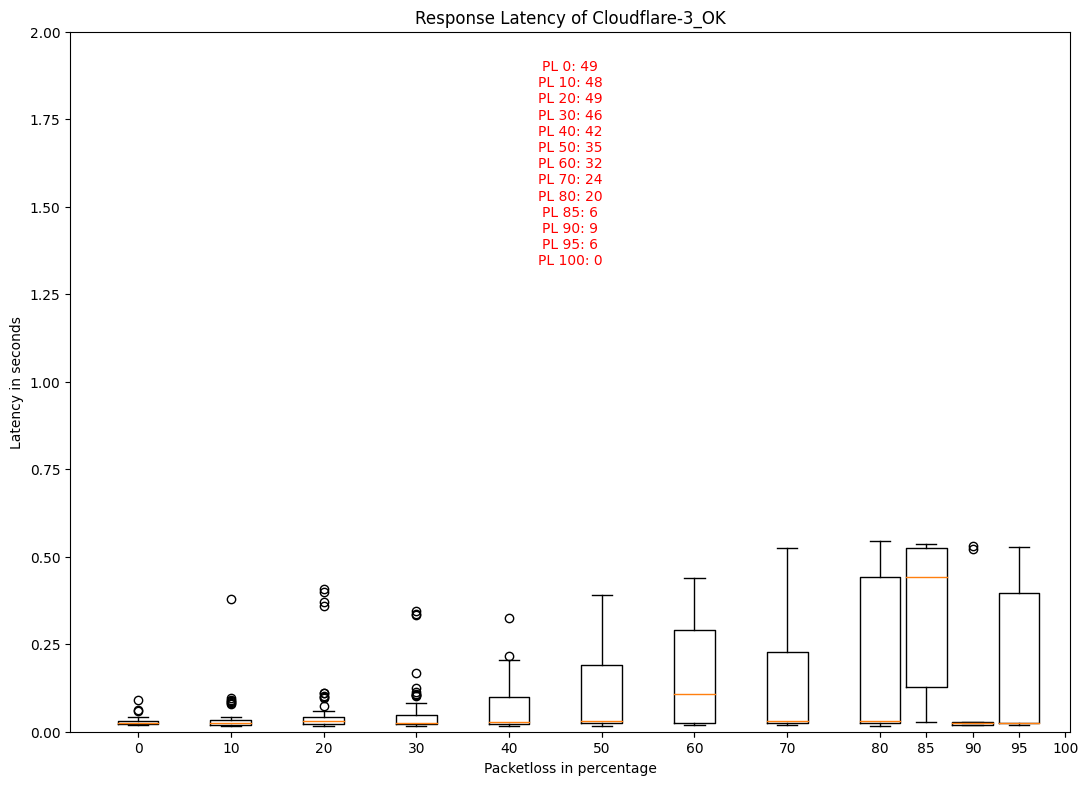 Response Latency of Cloudflare-3_OK
2.00
1.75
1.50
1.25
1.00
0.75
0.50
0.25
0.00
Latency in seconds
PL 0: 49
PL 10: 48
PL 20: 49
PL 30: 46
PL 40: 42
PL 50: 35
PL 60: 32
PL 70: 24
PL 80: 20
PL 85: 6
PL 90: 9
PL 95: 6
PL 100: 0
0 10 20 30 40 50 60 70 80 85 90 95 100
Packetloss in percentage